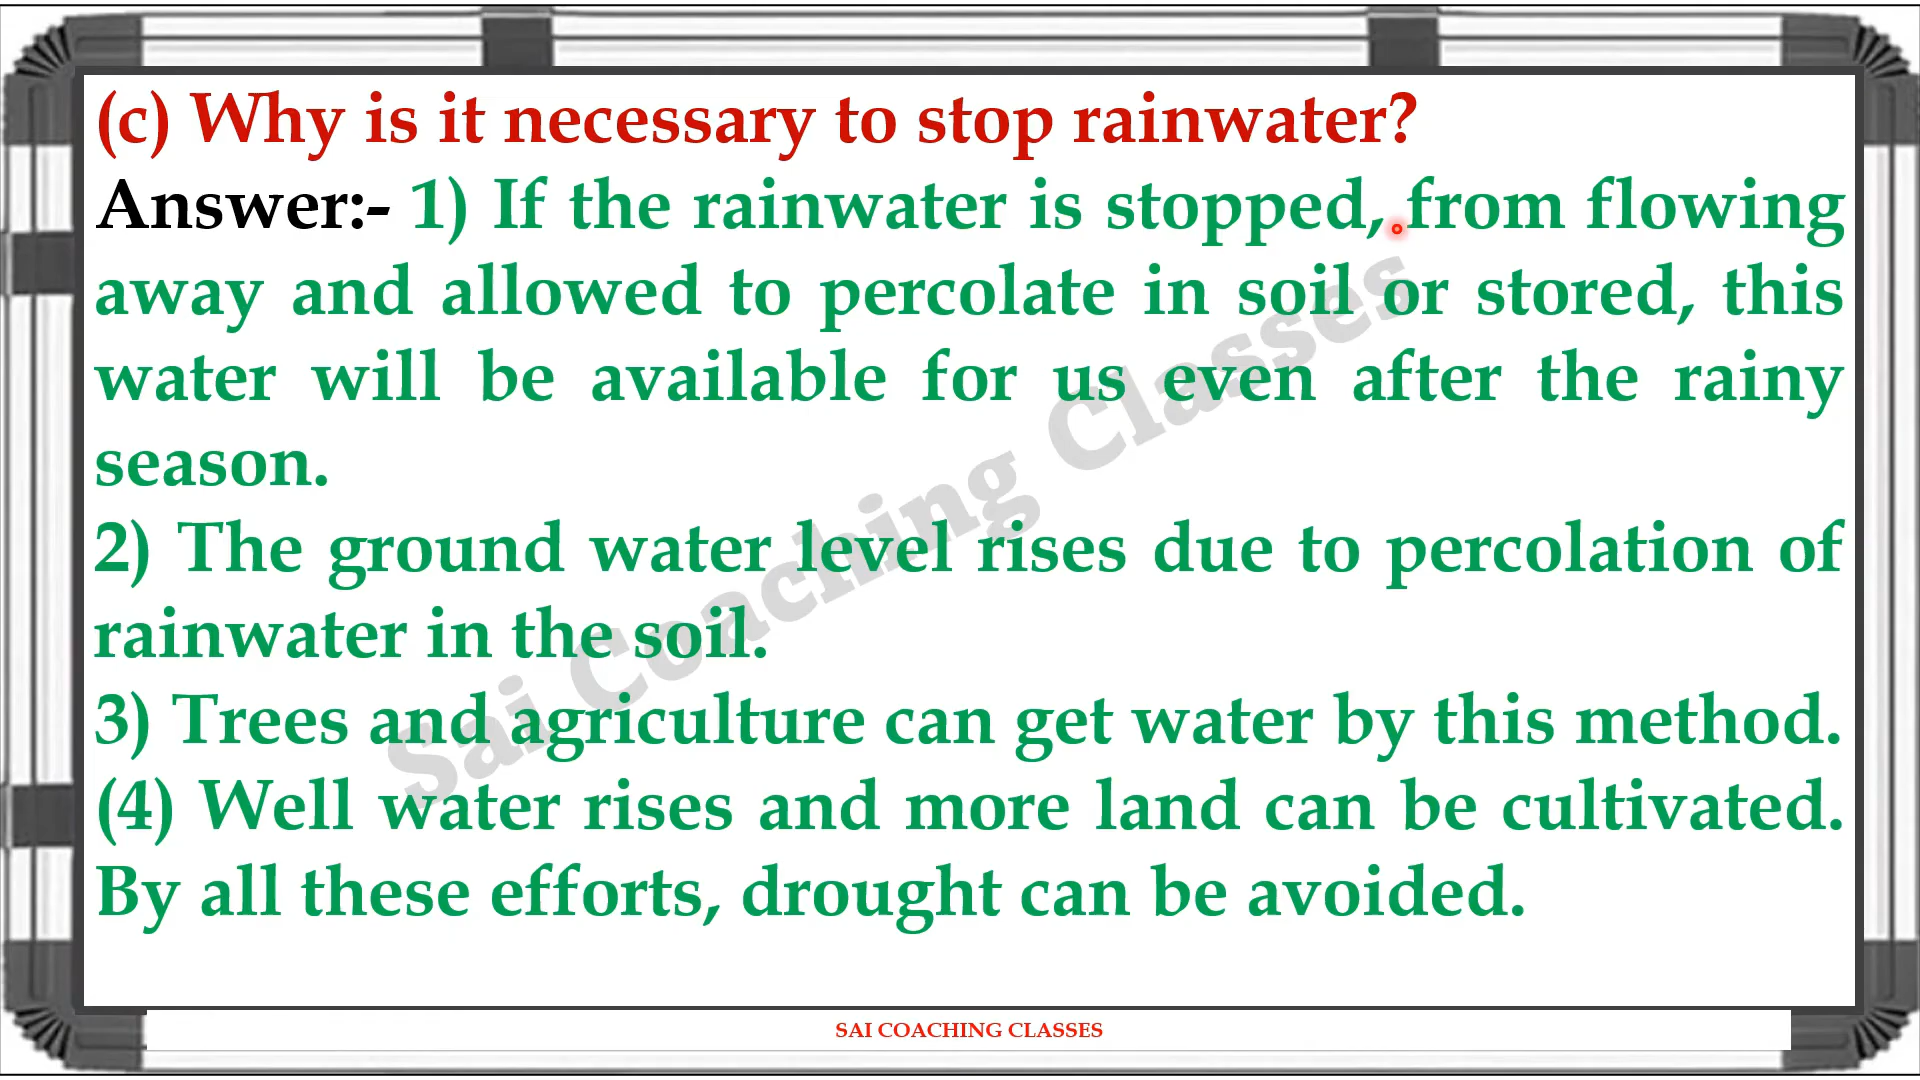 (c) Why is it necessary to stop rainwater?
Answer:- 1) If the rainwater is stopped, from flowing
away and allowed to percolate in soil or stored, this
water will be available for us even after the rainy
season.
2) The ground water level rises due to percolation of
rainwater in the soil.
3) Trees and agriculture can get water by this method.
(4) Well water rises and more land can be cultivated.
By all these efforts, drought can be avoided.
Sai Coaching Classes
SAI COACHING CLASSES